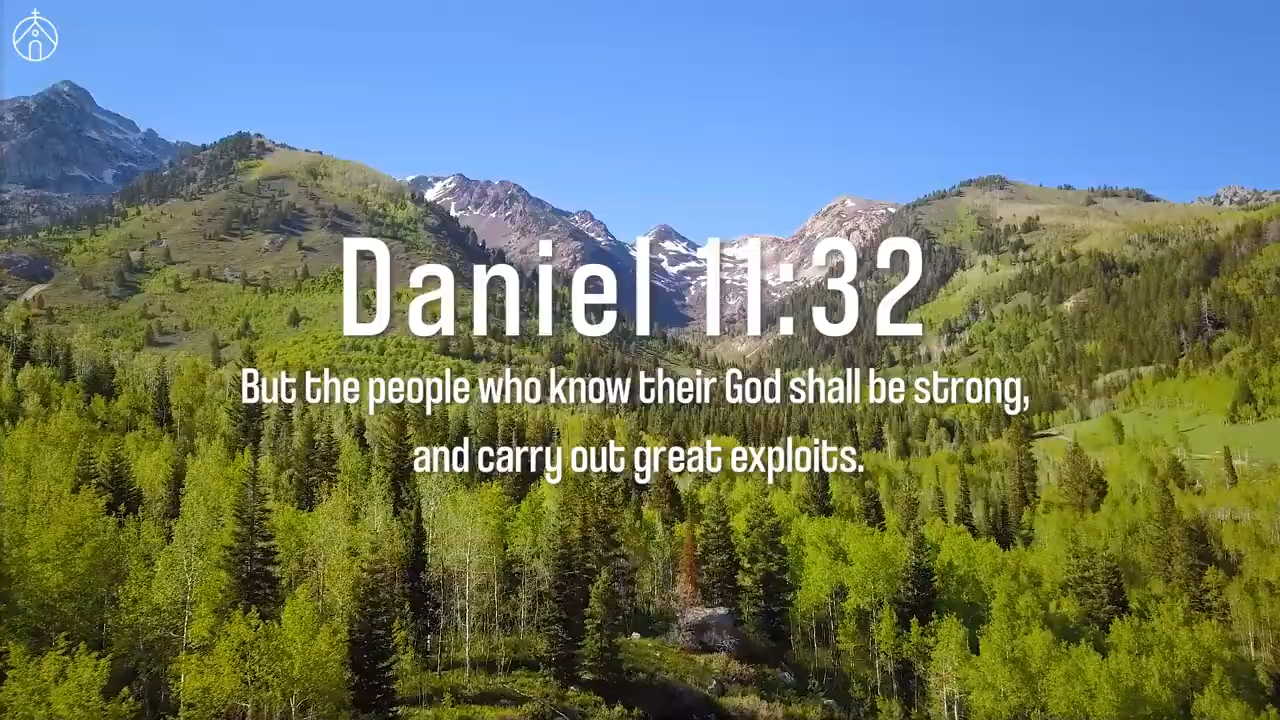 Daniel 11:32
But the people who know their God shall be strong,
and carry out great exploits.